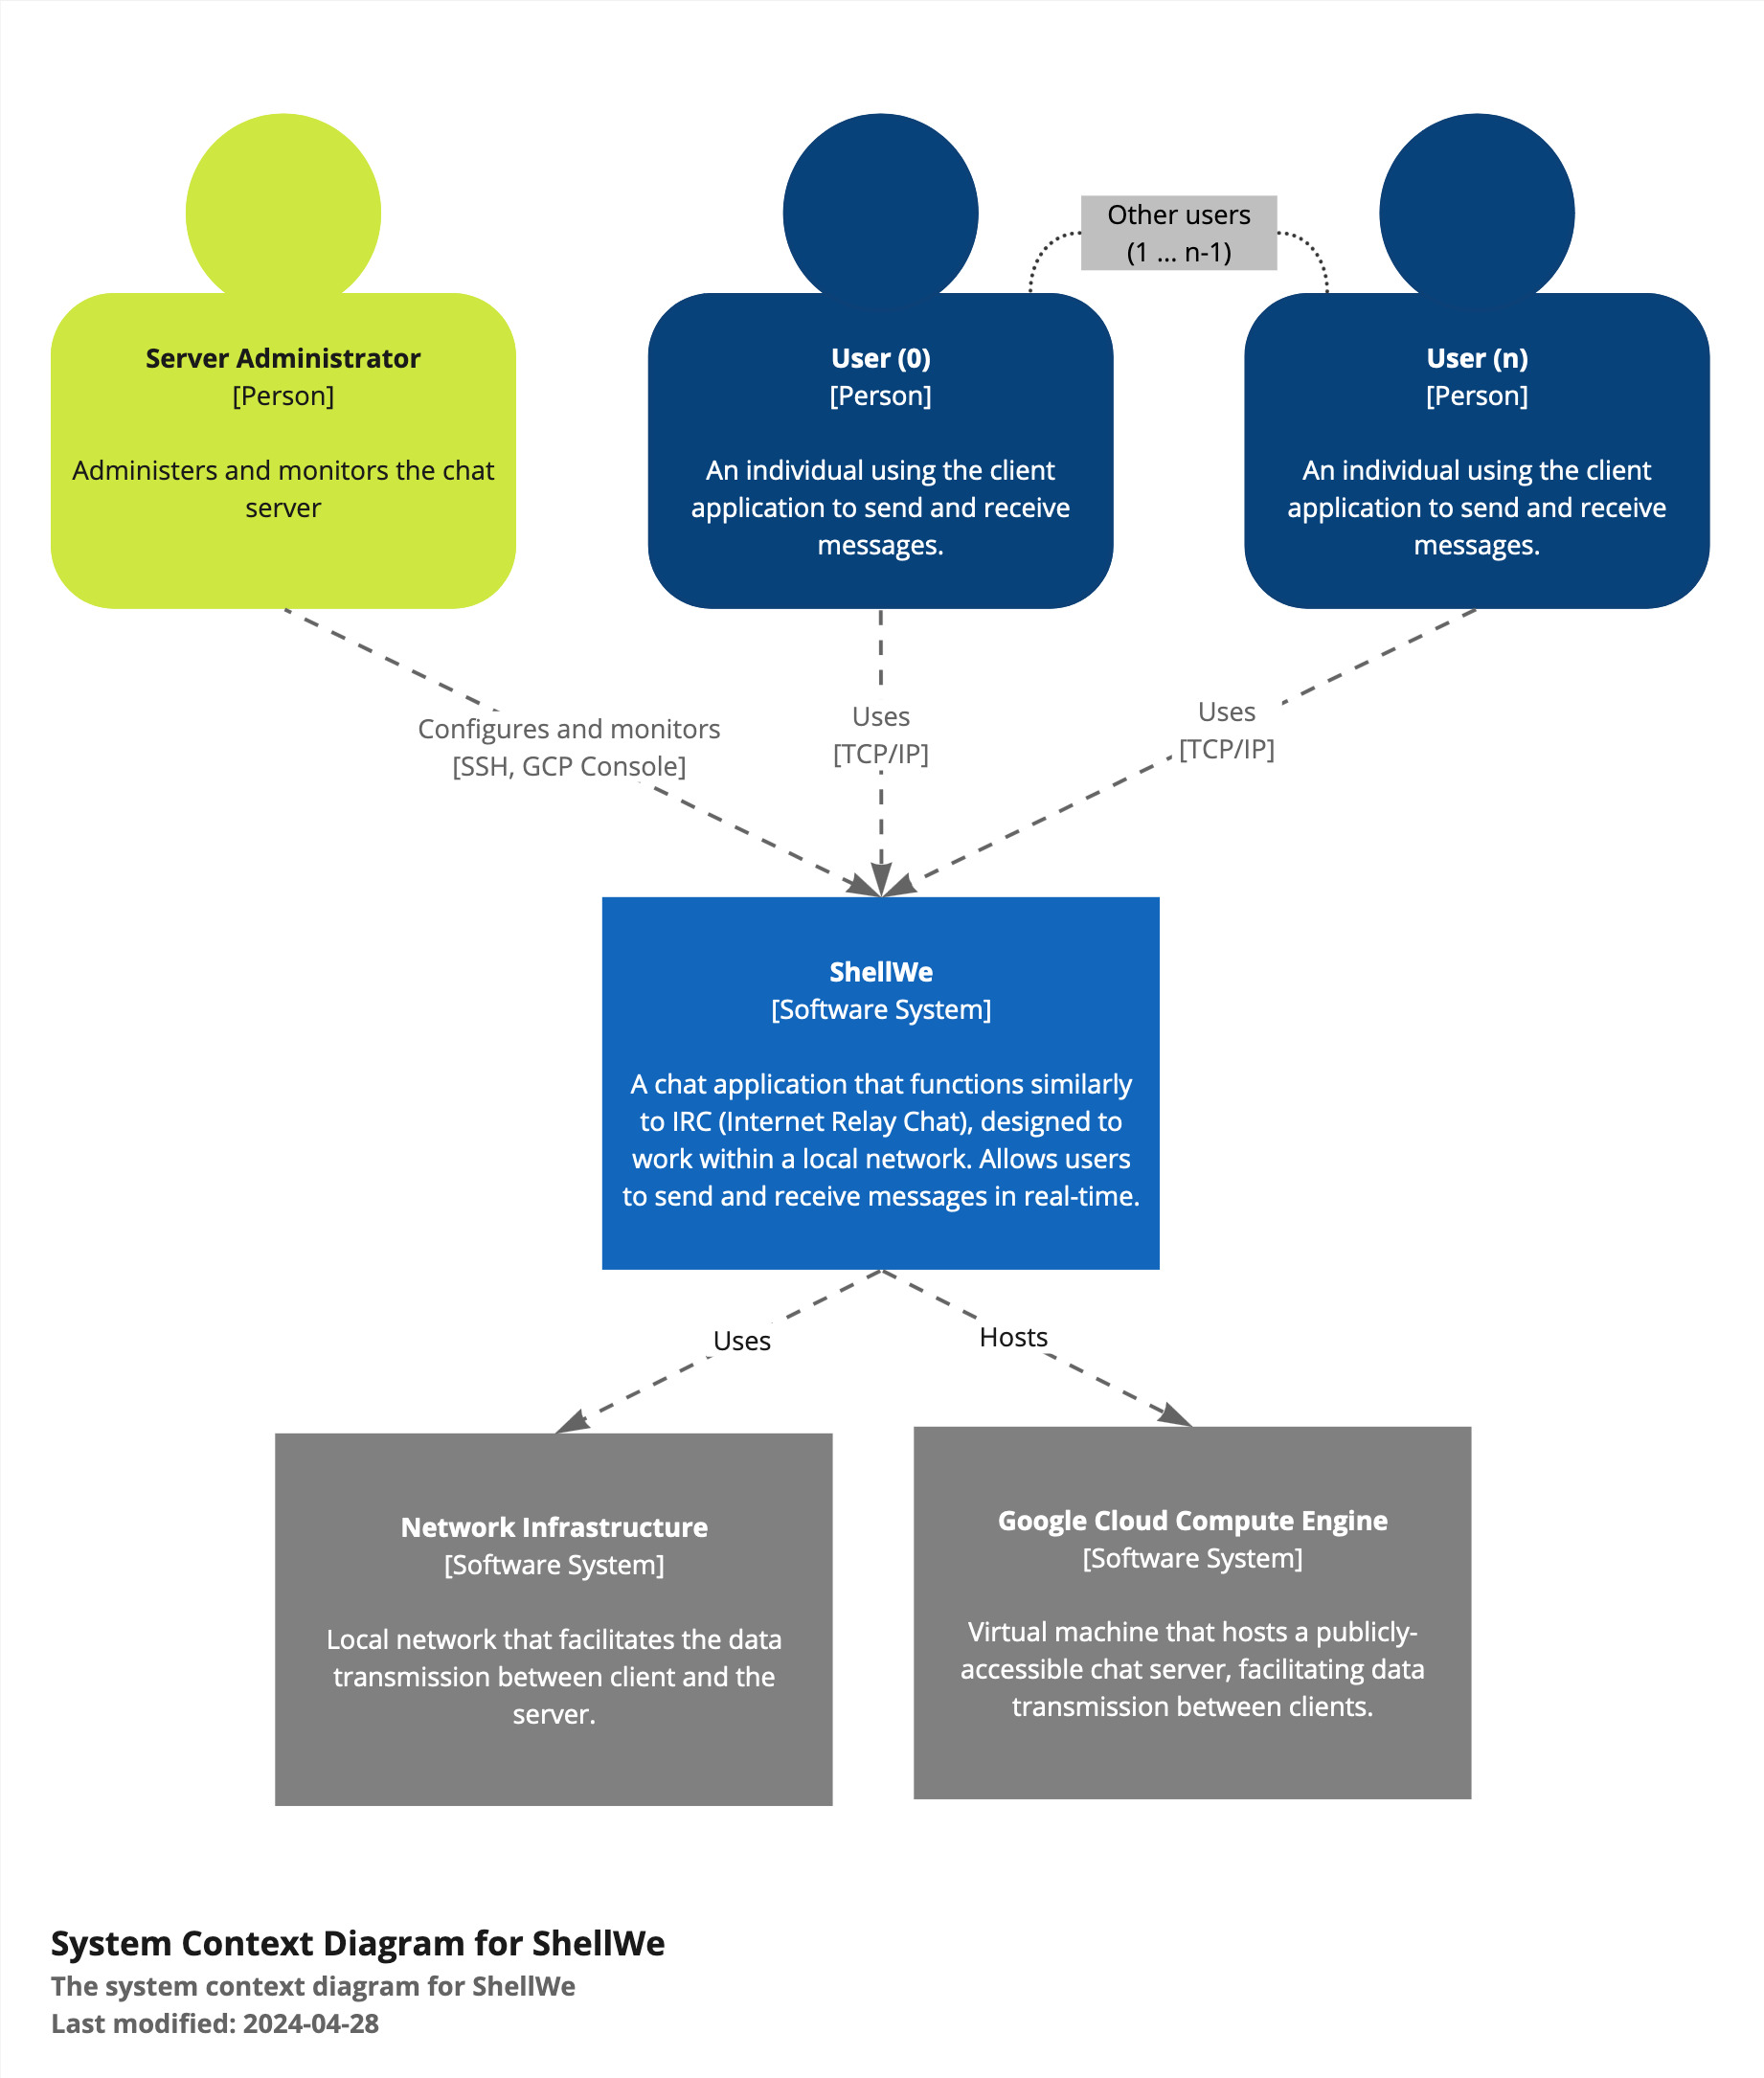 Other users
(1 ... n-1)
Server Administrator
[Person]
Administers and monitors the chat
server
User (0)
[Person]
An individual using the client
application to send and receive
messages.
User (n)
[Person]
An individual using the client
application to send and receive
messages.
Configures and monitors
[SSH, GCP Console]
Uses
[TCP/IP]
Uses
[TCP/IP]
ShellWe
[Software System]
A chat application that functions similarly
to IRC (Internet Relay Chat), designed to
work within a local network. Allows users
to send and receive messages in real-time.
Uses
Hosts
Network Infrastructure
[Software System]
Local network that facilitates the data
transmission between client and the
server.
Google Cloud Compute Engine
[Software System]
Virtual machine that hosts a publicly-
accessible chat server, facilitating data
transmission between clients.
System Context Diagram for ShellWe
The system context diagram for ShellWe
Last modified: 2024-04-28